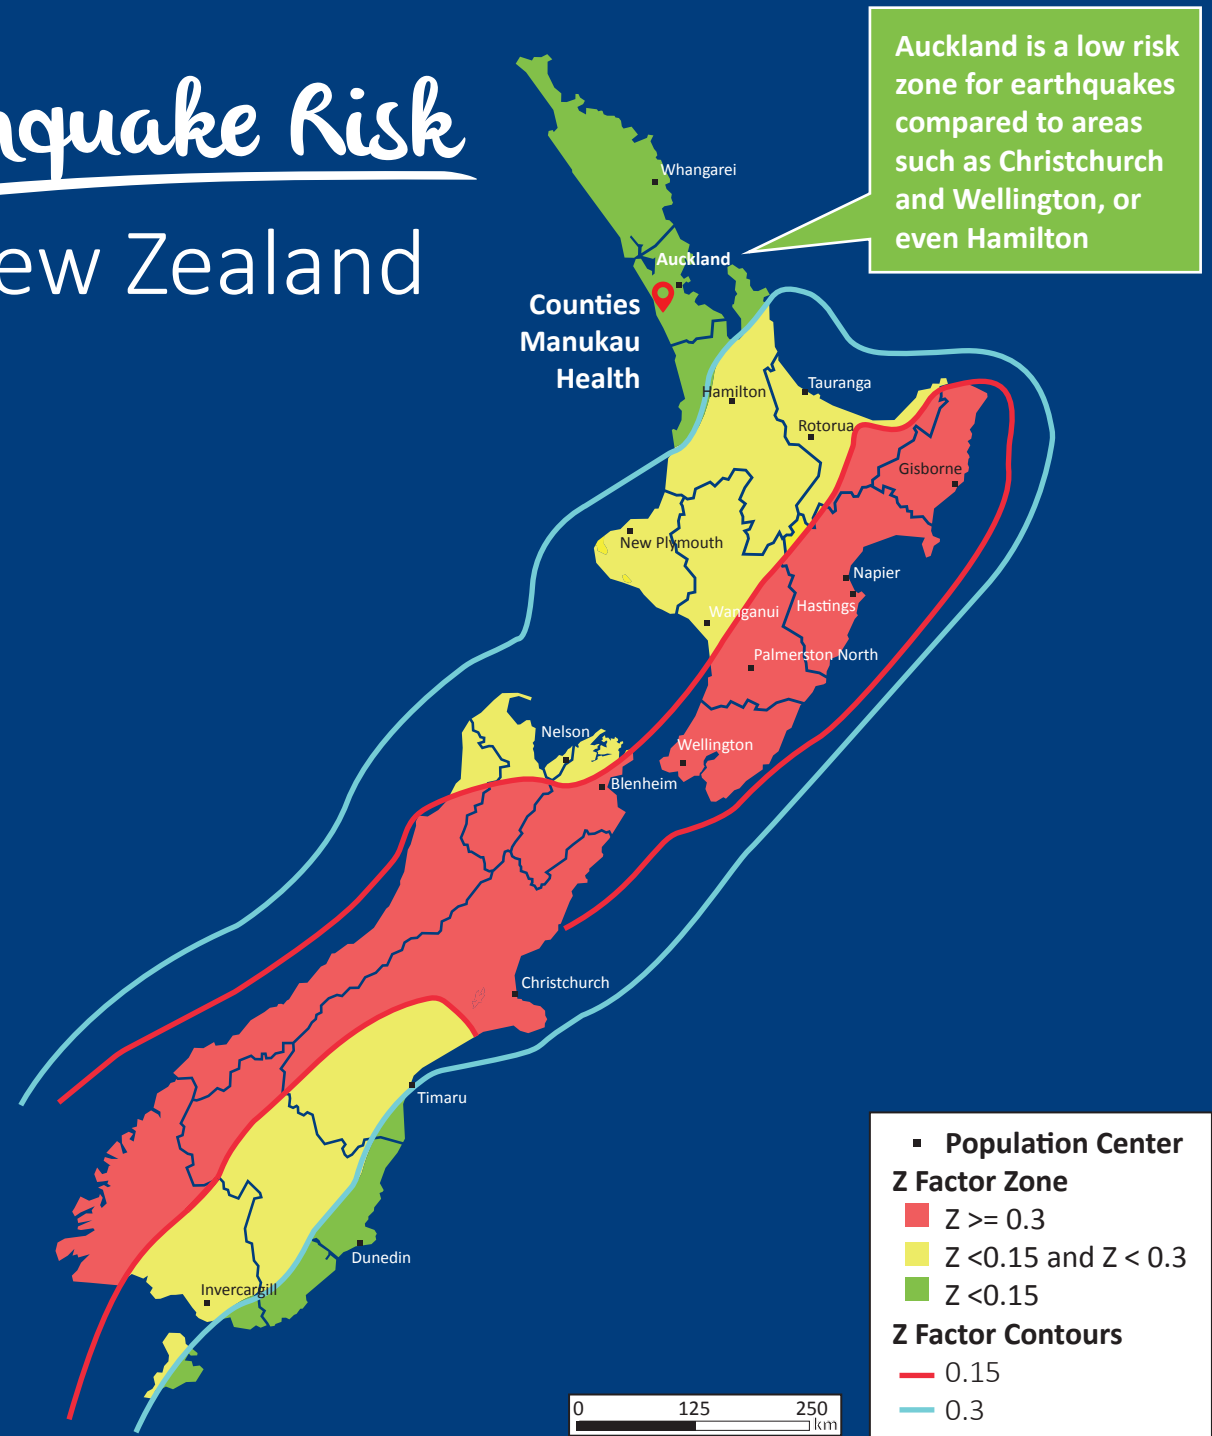 hquake Risk
ew Zealand
Auckland is a low risk
zone for earthquakes
compared to areas
such as Christchurch
and Wellington, or
even Hamilton
Whangarei
Auckland
Counties
Manukau
Health
Hamilton
Tauranga
Rotorua
Gisborne
New Plymouth
Napier
Hastings
Wanganui
Palmerston North
Nelson
Wellington
Blenheim
Christchurch
Timaru
Dunedin
Invercargill
Population Center
Z Factor Zone
Z >= 0.3
Z <0.15 and Z < 0.3
Z <0.15
Z Factor Contours
0.15
0.3
0 125 250
km